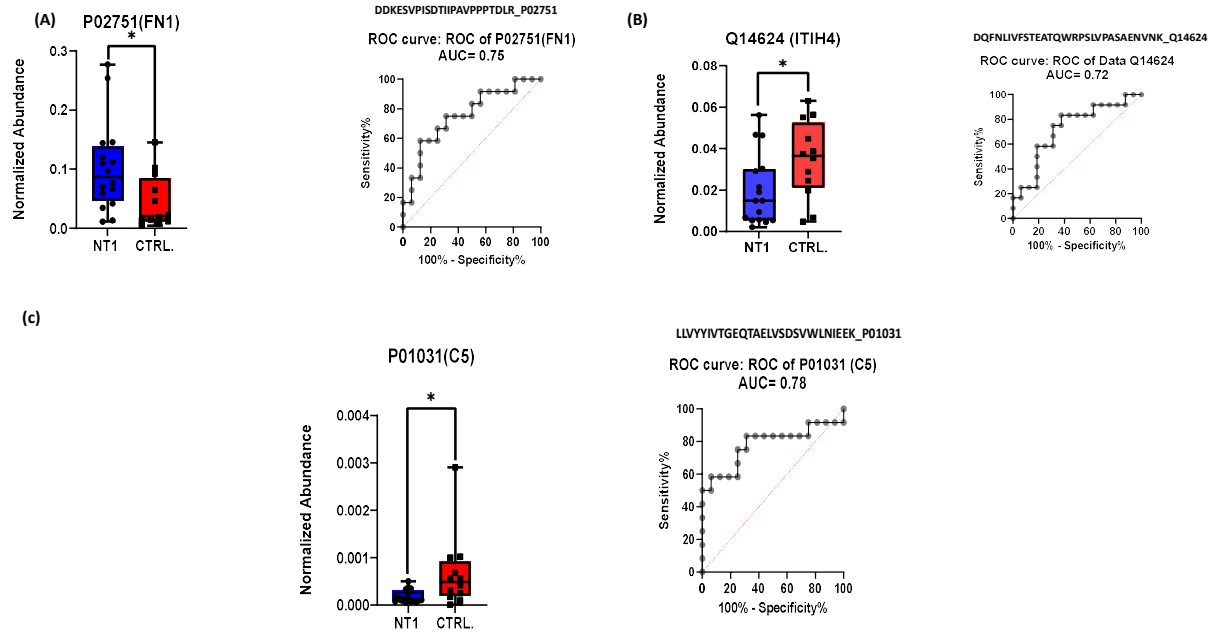 (A)
P02751(FN1)
*
Normalized Abundance
0.3
0.2
0.1
0.0
NT1 CTRL.
DDKESVPISDTIIPAVPPPTDLR_P02751
ROC curve: ROC of P02751(FN1)
AUC= 0.75
Sensitivity%
100
80
60
40
20
0
0 20 40 60 80 100
100% - Specificity%
(B)
Q14624 (ITIH4)
*
Normalized Abundance
0.08
0.06
0.04
0.02
0.00
NT1 CTRL.
DQFNLIVFSTEATQWRPSLVPASAENVNK_Q14624
ROC curve: ROC of Data Q14624
AUC= 0.72
Sensitivity%
100
80
60
40
20
0
0 20 40 60 80 100
100% - Specificity%
(c)
P01031(C5)
*
Normalized Abundance
0.004
0.003
0.002
0.001
0.000
NT1 CTRL.
LLVYYIVTGEQTAELVSDSVWLNIEEK_P01031
ROC curve: ROC of P01031 (C5)
AUC= 0.78
Sensitivity%
100
80
60
40
20
0
0 20 40 60 80 100
100% - Specificity%